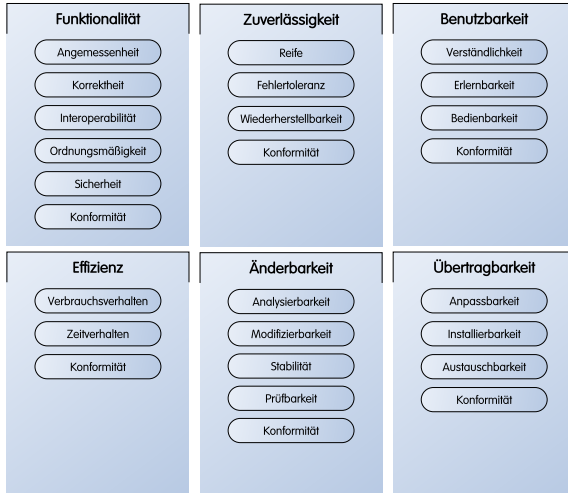 Funktionalität
Angemessenheit
Korrektheit
Interoperabilität
Ordnungsmäßigkeit
Sicherheit
Konformität
Zuverlässigkeit
Reife
Fehlertoleranz
Wiederherstellbarkeit
Konformität
Benutzbarkeit
Verständlichkeit
Erlernbarkeit
Bedienbarkeit
Konformität
Effizienz
Verbrauchsverhalten
Zeitverhalten
Konformität
Änderbarkeit
Analysierbarkeit
Modifizierbarkeit
Stabilität
Prüfbarkeit
Konformität
Übertragbarkeit
Anpassbarkeit
Installierbarkeit
Austauschbarkeit
Konformität